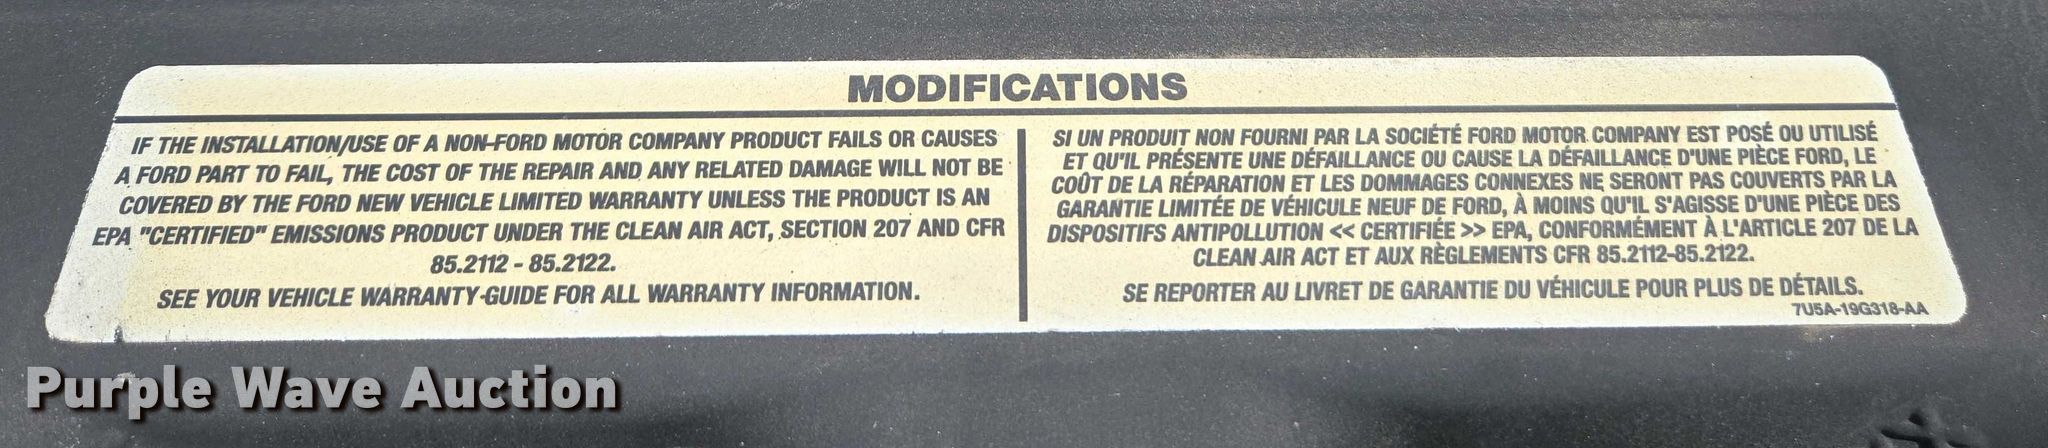 MODIFICATIONS
IF THE INSTALLATION/USE OF A NON-FORD MOTOR COMPANY PRODUCT FAILS OR CAUSES
A FORD PART TO FAIL, THE COST OF THE REPAIR AND ANY RELATED DAMAGE WILL NOT BE
COVERED BY THE FORD NEW VEHICLE LIMITED WARRANTY UNLESS THE PRODUCT IS AN
EPA "CERTIFIED" EMISSIONS PRODUCT UNDER THE CLEAN AIR ACT, SECTION 207 AND CFR
85.2112 - 85.2122.
SEE YOUR VEHICLE WARRANTY GUIDE FOR ALL WARRANTY INFORMATION.
SI UN PRODUIT NON FOURNI PAR LA SOCIÉTÉ FORD MOTOR COMPANY EST POSÉ OU UTILISÉ
ET QU'IL PRÉSENTE UNE DÉFAILLANCE OU CAUSE LA DÉFAILLANCE D'UNE PIÈCE FORD, LE
COÛT DE LA RÉPARATION ET LES DOMMAGES CONNEXES NE SERONT PAS COUVERTS PAR LA
GARANTIE LIMITÉE DE VÉHICULE NEUF DE FORD, À MOINS QU'IL S'AGISSE D'UNE PIÈCE DES
DISPOSITIFS ANTIPOLLUTION << CERTIFIÉE >> EPA, CONFORMÉMENT À L'ARTICLE 207 DE LA
CLEAN AIR ACT ET AUX RÈGLEMENTS CFR 85.2112-85.2122.
SE REPORTER AU LIVRET DE GARANTIE DU VÉHICULE POUR PLUS DE DÉTAILS.
7U5A-19G318-AA
Purple Wave Auction